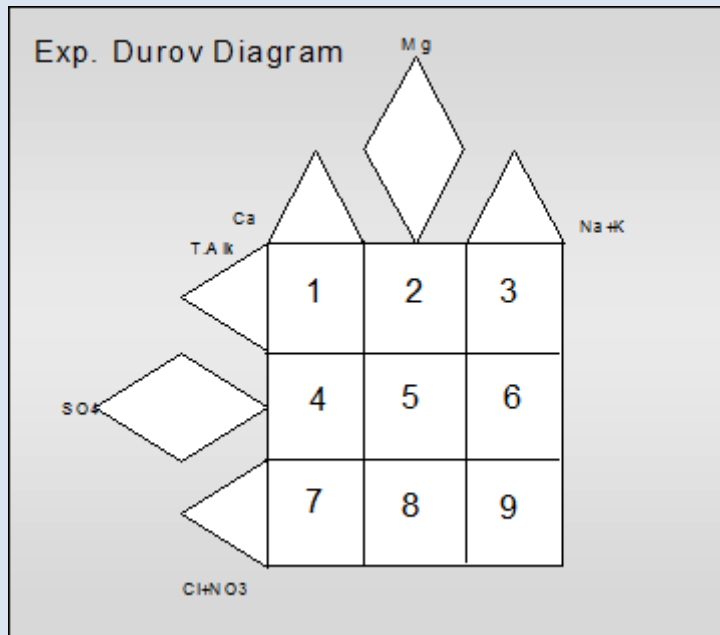 Exp. Durov Diagram
Mg
Ca
Na+K
T.Alk
1 2 3
SO4
4 5 6
7 8 9
Cl+NO3